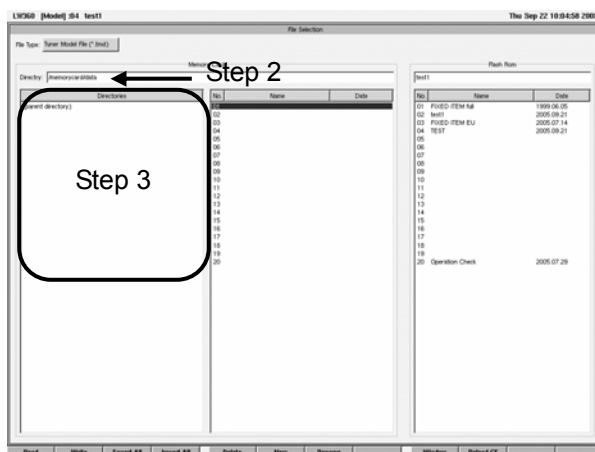 LW360 [Model] :04 test1 Thu Sep 22 10:04:50 200
File Selection
File Type: Tuner Model File (*.tmd)
Memory Flash Rom
Directry: /memorycard/data Step 2 test1
Directories No. Name Date No. Name Date
(parent directory) 01 01 FIXED ITEM full 1999.06.05
02 02 test1 2005.09.21
03 03 FIXED ITEM EU 2005.07.14
04 04 TEST 2005.09.21
05 05
06 06
07 07
08 08
09 09
Step 3 10 10
11 11
12 12
13 13
14 14
15 15
16 16
17 17
18 18
19 19
20 20 Operation Check 2005.07.29
Read Write Delete New Rename Window